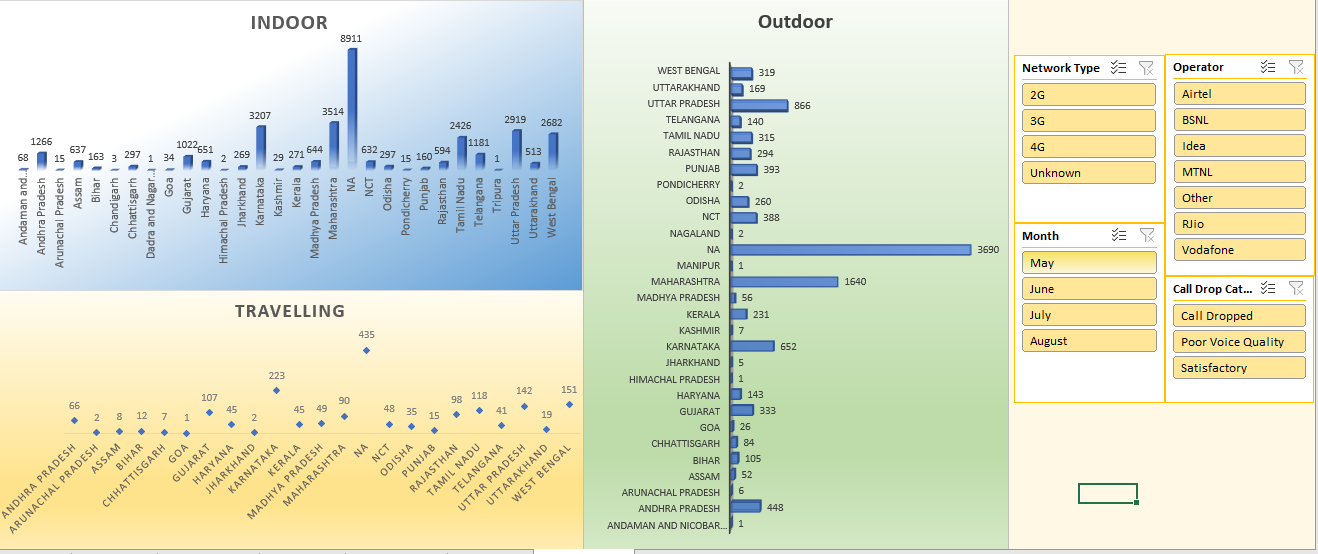 INDOOR
8911
3207
3514
2919
2682
2426
1266
1022
1181
68
15
637
163
3
297
1
34
651
2
269
29
271
644
632
297
15
160
594
1
513
Andaman and...
Andhra Pradesh
Arunachal Pradesh
Assam
Bihar
Chandigarh
Chhattisgarh
Dadra and Nagar...
Goa
Gujarat
Haryana
Himachal Pradesh
Jharkhand
Karnataka
Kashmir
Kerala
Madhya Pradesh
Maharashtra
NA
NCT
Odisha
Pondicherry
Punjab
Rajasthan
Tamil Nadu
Telangana
Tripura
Uttar Pradesh
Uttarakhand
West Bengal
TRAVELLING
66
2
8
12
7
1
107
45
2
223
45
49
90
435
48
35
15
98
118
41
142
19
151
ANDHRA PRADESH
ARUNACHAL PRADESH
ASSAM
BIHAR
CHHATTISGARH
GOA
GUJARAT
HARYANA
JHARKHAND
KARNATAKA
KERALA
MADHYA PRADESH
MAHARASHTRA
NA
NCT
ODISHA
PUNJAB
RAJASTHAN
TAMIL NADU
TELANGANA
UTTAR PRADESH
UTTARAKHAND
WEST BENGAL
Outdoor
WEST BENGAL 319
UTTARAKHAND 169
UTTAR PRADESH 866
TELANGANA 140
TAMIL NADU 315
RAJASTHAN 294
PUNJAB 393
PONDICHERRY 2
ODISHA 260
NCT 388
NAGALAND 2
NA 3690
MANIPUR 1
MAHARASHTRA 1640
MADHYA PRADESH 56
KERALA 231
KASHMIR 7
KARNATAKA 652
JHARKHAND 5
HIMACHAL PRADESH 1
HARYANA 143
GUJARAT 333
GOA 26
CHHATTISGARH 84
BIHAR 105
ASSAM 52
ARUNACHAL PRADESH 6
ANDHRA PRADESH 448
ANDAMAN AND NICOBAR... 1
Network Type
2G
3G
4G
Unknown
Month
May
June
July
August
Operator
Airtel
BSNL
Idea
MTNL
Other
RJio
Vodafone
Call Drop Cat...
Call Dropped
Poor Voice Quality
Satisfactory